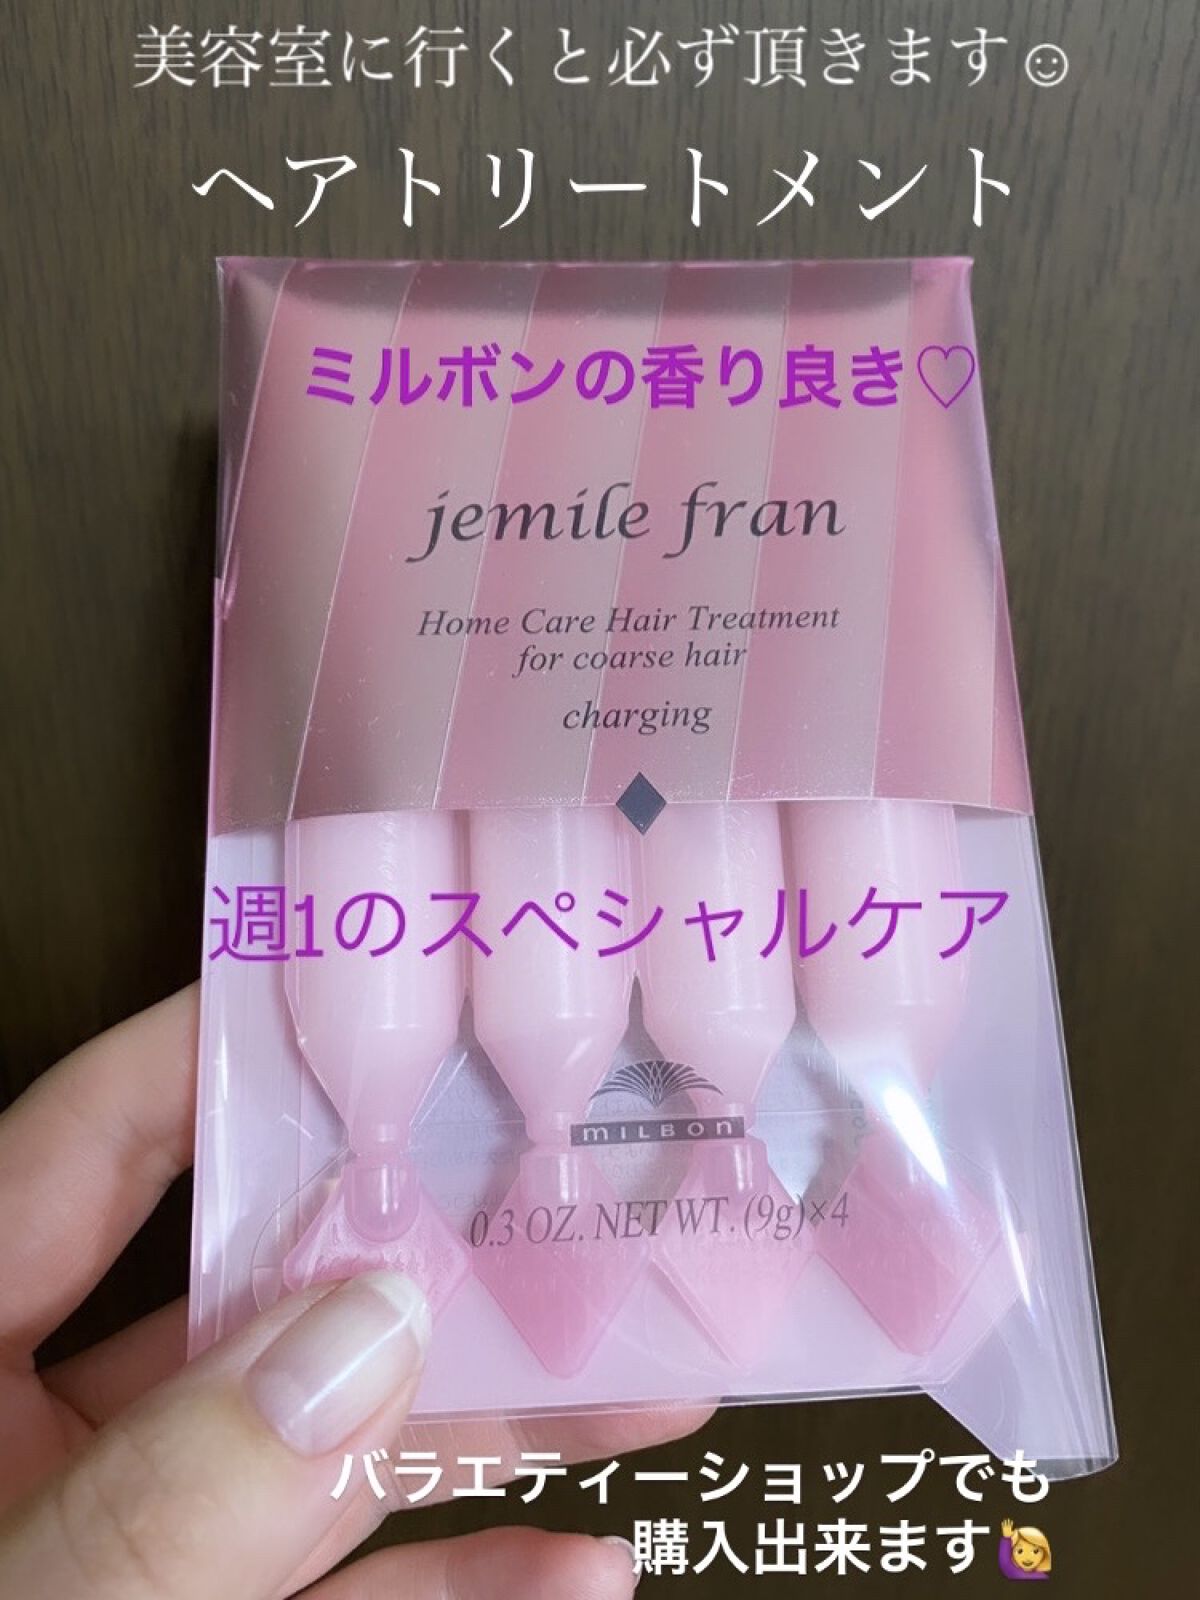 美容室に行くと必ず頂きます☺
ヘアトリートメント
ミルボンの香り良き♡
jemile fran
Home Care Hair Treatment
for coarse hair
charging
週1のスペシャルケア
MILBON
0.3 OZ. NET WT. (9g)×4
バラエティーショップでも
購入出来ます🙋‍♀️